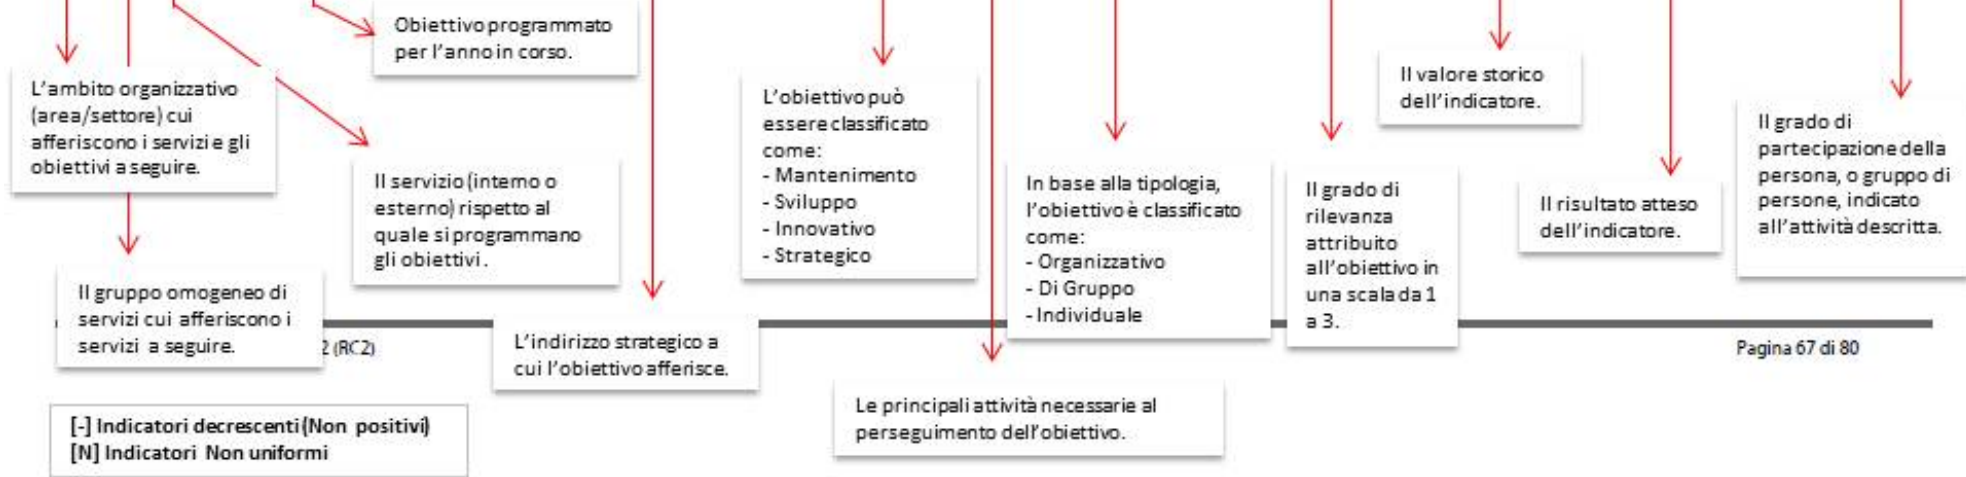 Obiettivo programmato
per l'anno in corso.
L'ambito organizzativo
(area/settore) cui
afferiscono i servizi e gli
obiettivi a seguire.
Il servizio (interno o
esterno) rispetto al
quale si programmano
gli obiettivi.
Il gruppo omogeneo di
servizi cui afferiscono i
servizi a seguire.
2 (RC2)
L'indirizzo strategico a
cui l'obiettivo afferisce.
L'obiettivo può
essere classificato
come:
- Mantenimento
- Sviluppo
- Innovativo
- Strategico
Le principali attività necessarie al
perseguimento dell'obiettivo.
In base alla tipologia,
l'obiettivo è classificato
come:
- Organizzativo
- Di Gruppo
- Individuale
Il grado di
rilevanza
attribuito
all'obiettivo in
una scala da 1
a 3.
Il valore storico
dell'indicatore.
Il risultato atteso
dell'indicatore.
Il grado di
partecipazione della
persona, o gruppo di
persone, indicato
all'attività descritta.
Pagina 67 di 80
[-] Indicatori decrescenti (Non positivi)
[N] Indicatori Non uniformi